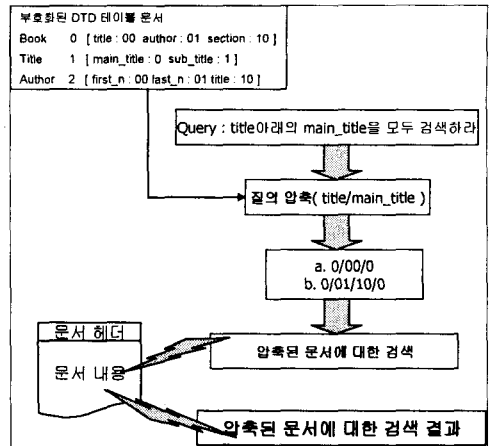 부호화된 DTD 테이블 문서
Book 0 [ title : 00 author : 01 section : 10 ]
Title 1 [ main_title : 0 sub_title : 1 ]
Author 2 [ first_n : 00 last_n : 01 title : 10 ]
Query : title아래의 main_title을 모두 검색하라
질의 압축( title/main_title )
a. 0/00/0
b. 0/01/10/0
문서 헤더
문서 내용
압축된 문서에 대한 검색
압축된 문서에 대한 검색 결과